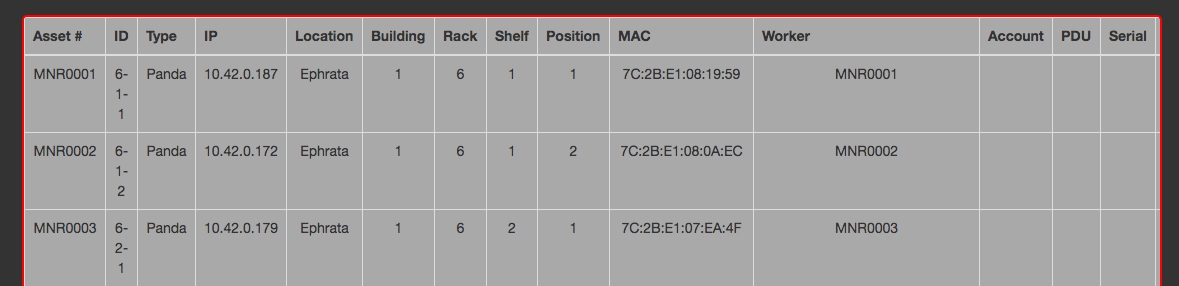 Asset # ID Type IP Location Building Rack Shelf Position MAC Worker Account PDU Serial
MNR0001 6- Panda 10.42.0.187 Ephrata 1 6 1 1 7C:2B:E1:08:19:59 MNR0001
1-
1
MNR0002 6- Panda 10.42.0.172 Ephrata 1 6 1 2 7C:2B:E1:08:0A:EC MNR0002
1-
2
MNR0003 6- Panda 10.42.0.179 Ephrata 1 6 2 1 7C:2B:E1:07:EA:4F MNR0003
2-
1